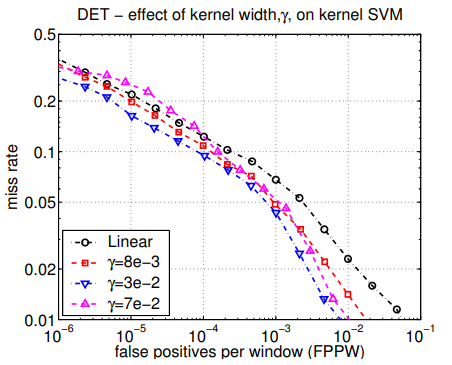 DET − effect of kernel width,γ, on kernel SVM
0.5
0.2
0.1
0.05
0.02
0.01
miss rate
Linear
γ=8e−3
γ=3e−2
γ=7e−2
10⁻⁶ 10⁻⁵ 10⁻⁴ 10⁻³ 10⁻² 10⁻¹
false positives per window (FPPW)